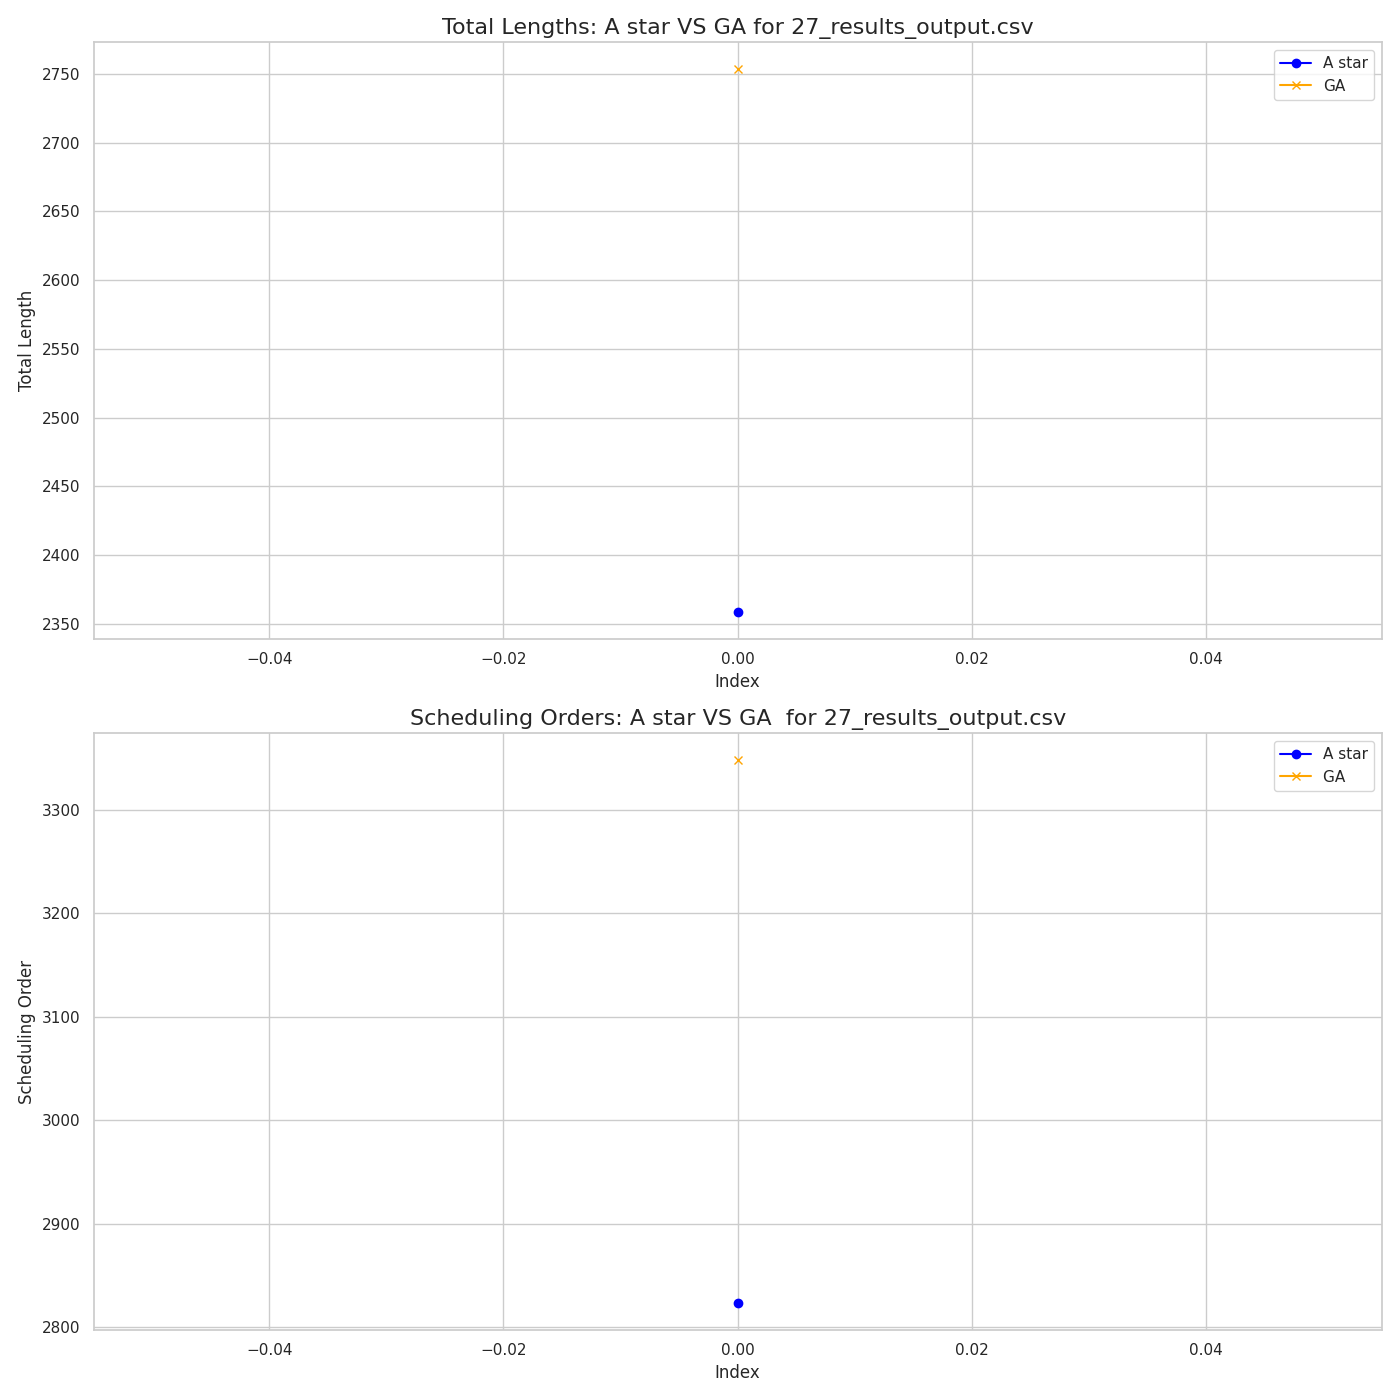 Total Lengths: A star VS GA for 27_results_output.csv
A star
GA
2750
2700
2650
2600
2550
2500
2450
2400
2350
Total Length
−0.04 −0.02 0.00 0.02 0.04
Index
Scheduling Orders: A star VS GA  for 27_results_output.csv
A star
GA
3300
3200
3100
3000
2900
2800
Scheduling Order
−0.04 −0.02 0.00 0.02 0.04
Index